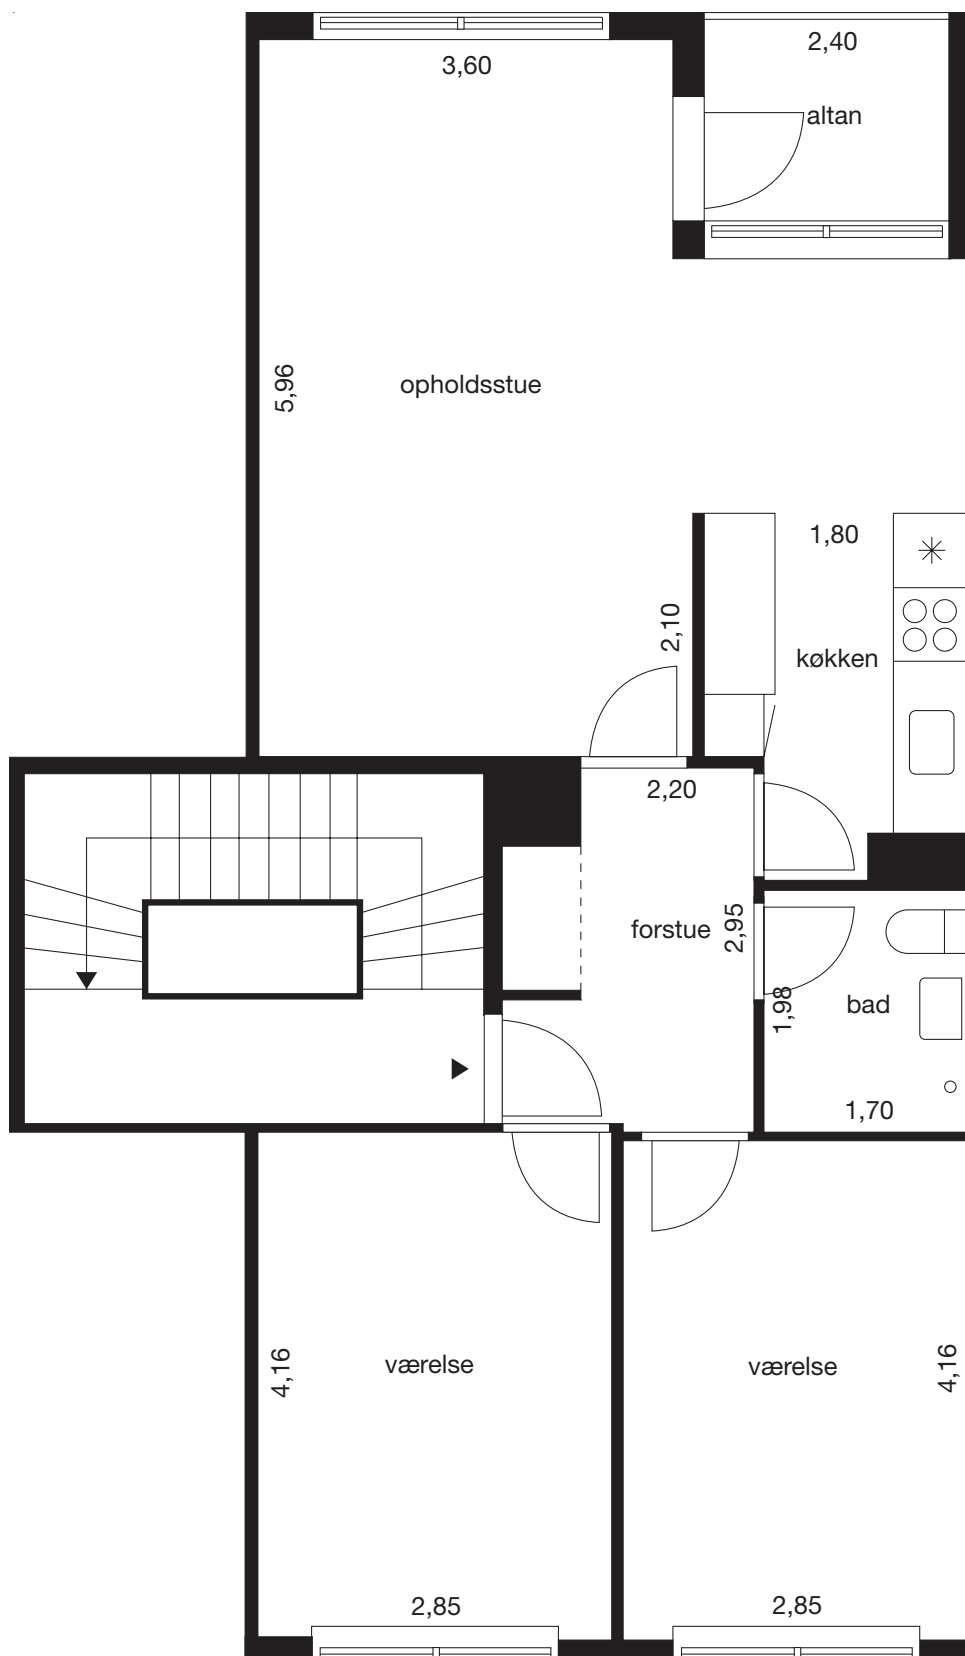 2,40
3,60
altan
5,96
opholdsstue
1,80
2,10
køkken
2,20
forstue
2,95
1,98
bad
1,70
4,16
værelse
værelse
4,16
2,85
2,85